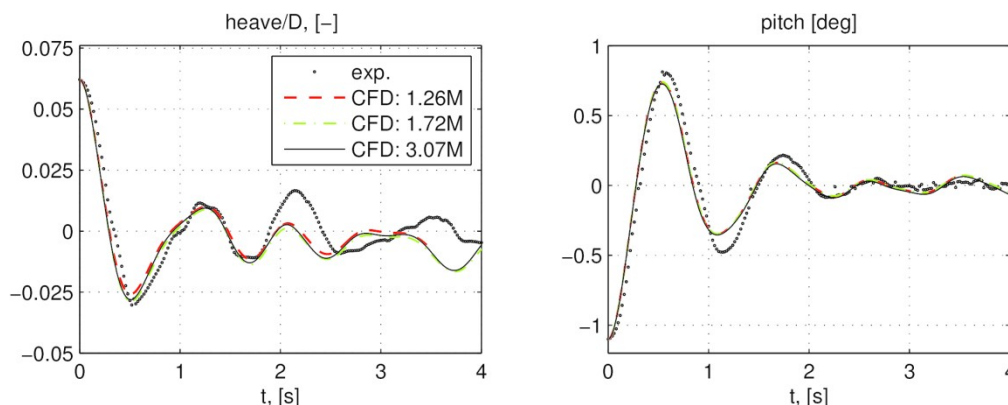 heave/D, [−]
0.075
0.05
0.025
0
−0.025
−0.05
0 1 2 3 4
t, [s]
exp.
CFD: 1.26M
CFD: 1.72M
CFD: 3.07M
pitch [deg]
1
0.5
0
−0.5
−1
0 1 2 3 4
t, [s]